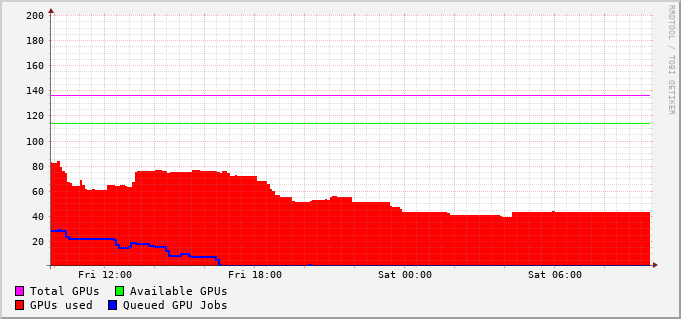 200
180
160
140
120
100
80
60
40
20
Fri 12:00 Fri 18:00 Sat 00:00 Sat 06:00
Total GPUs Available GPUs
GPUs used Queued GPU Jobs
RRDTOOL / TOBI OETIKER